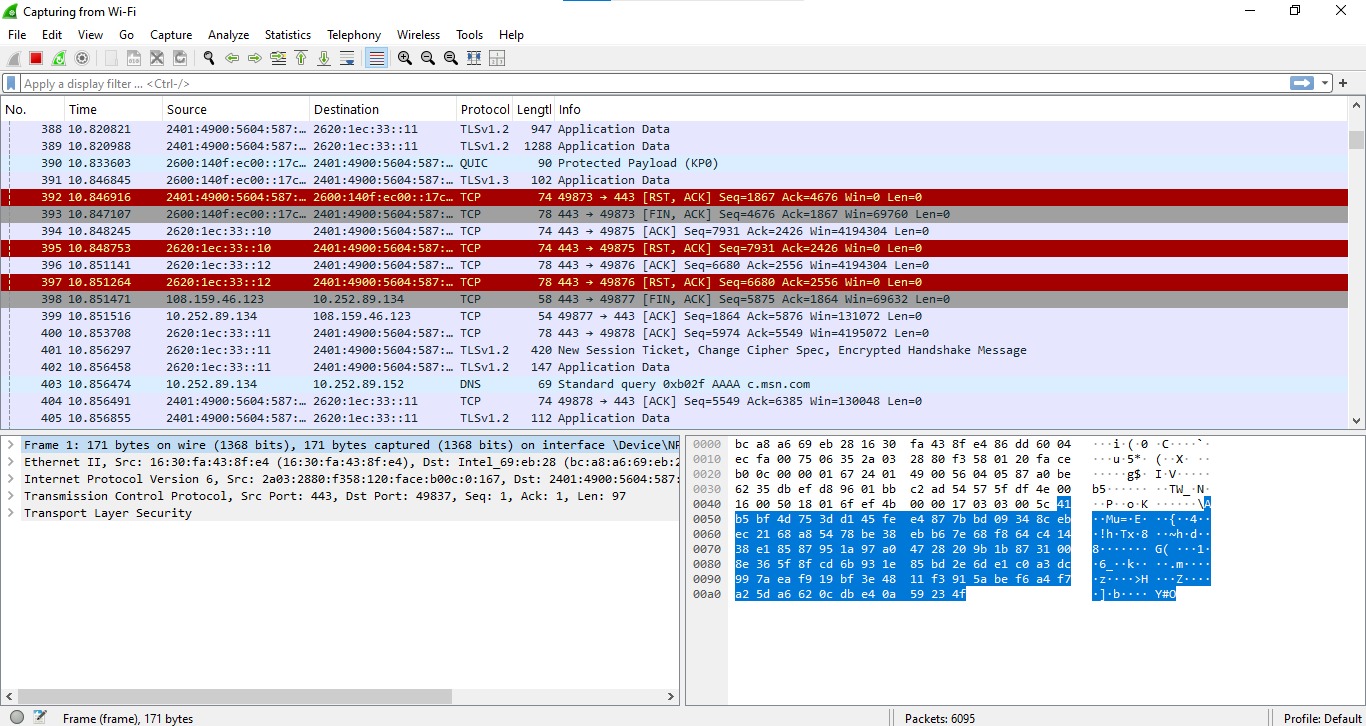 Capturing from Wi-Fi
File Edit View Go Capture Analyze Statistics Telephony Wireless Tools Help
Apply a display filter ... <Ctrl-/>
No. Time Source Destination Protocol Lengtl Info
388 10.820821 2401:4900:5604:587:… 2620:1ec:33::11 TLSv1.2 947 Application Data
389 10.820988 2401:4900:5604:587:… 2620:1ec:33::11 TLSv1.2 1288 Application Data
390 10.833603 2600:140f:ec00::17c… 2401:4900:5604:587:… QUIC 90 Protected Payload (KP0)
391 10.846845 2600:140f:ec00::17c… 2401:4900:5604:587:… TLSv1.3 102 Application Data
392 10.846916 2401:4900:5604:587:… 2600:140f:ec00::17c… TCP 74 49873 → 443 [RST, ACK] Seq=1867 Ack=4676 Win=0 Len=0
393 10.847107 2600:140f:ec00::17c… 2401:4900:5604:587:… TCP 78 443 → 49873 [FIN, ACK] Seq=4676 Ack=1867 Win=69760 Len=0
394 10.848245 2620:1ec:33::10 2401:4900:5604:587:… TCP 74 443 → 49875 [ACK] Seq=7931 Ack=2426 Win=4194304 Len=0
395 10.848753 2620:1ec:33::10 2401:4900:5604:587:… TCP 74 443 → 49875 [RST, ACK] Seq=7931 Ack=2426 Win=0 Len=0
396 10.851141 2620:1ec:33::12 2401:4900:5604:587:… TCP 78 443 → 49876 [ACK] Seq=6680 Ack=2556 Win=4194304 Len=0
397 10.851264 2620:1ec:33::12 2401:4900:5604:587:… TCP 78 443 → 49876 [RST, ACK] Seq=6680 Ack=2556 Win=0 Len=0
398 10.851471 108.159.46.123 10.252.89.134 TCP 58 443 → 49877 [FIN, ACK] Seq=5875 Ack=1864 Win=69632 Len=0
399 10.851516 10.252.89.134 108.159.46.123 TCP 54 49877 → 443 [ACK] Seq=1864 Ack=5876 Win=131072 Len=0
400 10.853708 2620:1ec:33::11 2401:4900:5604:587:… TCP 78 443 → 49878 [ACK] Seq=5974 Ack=5549 Win=4195072 Len=0
401 10.856297 2620:1ec:33::11 2401:4900:5604:587:… TLSv1.2 420 New Session Ticket, Change Cipher Spec, Encrypted Handshake Message
402 10.856458 2620:1ec:33::11 2401:4900:5604:587:… TLSv1.2 147 Application Data
403 10.856474 10.252.89.134 10.252.89.152 DNS 69 Standard query 0xb02f AAAA c.msn.com
404 10.856491 2401:4900:5604:587:… 2620:1ec:33::11 TCP 74 49878 → 443 [ACK] Seq=5549 Ack=6385 Win=130048 Len=0
405 10.856855 2401:4900:5604:587:… 2620:1ec:33::11 TLSv1.2 112 Application Data
Frame 1: 171 bytes on wire (1368 bits), 171 bytes captured (1368 bits) on interface \Device\NP
Ethernet II, Src: 16:30:fa:43:8f:e4 (16:30:fa:43:8f:e4), Dst: Intel_69:eb:28 (bc:a8:a6:69:eb:2
Internet Protocol Version 6, Src: 2a03:2880:f358:120:face:b00c:0:167, Dst: 2401:4900:5604:587:
Transmission Control Protocol, Src Port: 443, Dst Port: 49837, Seq: 1, Ack: 1, Len: 97
Transport Layer Security
0000 bc a8 a6 69 eb 28 16 30 fa 43 8f e4 86 dd 60 04 ···i·(·0 ·C····`·
0010 ec fa 00 75 06 35 2a 03 28 80 f3 58 01 20 fa ce ···u·5*· (··X· ··
0020 b0 0c 00 00 01 67 24 01 49 00 56 04 05 87 a0 be ·····g$· I·V·····
0030 62 35 db ef d8 96 01 bb c2 ad 54 57 5f df 4e 00 b5······ ··TW_·N·
0040 16 00 50 18 01 6f ef 4b 00 00 17 03 03 00 5c 41 ··P··o·K ······\A
0050 b5 bf 4d 75 3d d1 45 fe e4 87 7b bd 09 34 8c eb ··Mu=·E· ··{··4··
0060 ec 21 68 a8 54 78 be 38 eb b6 7e 68 f8 64 c4 14 ·!h·Tx·8 ··~h·d··
0070 38 e1 85 87 95 1a 97 a0 47 28 20 9b 1b 87 31 00 8······· G( ···1·
0080 8e 36 5f 8f cd 6b 93 1e 85 bd 2e 6d e1 c0 a3 dc ·6_··k·· ··.m····
0090 99 7a ea f9 19 bf 3e 48 11 f3 91 5a be f6 a4 f7 ·z····>H ···Z····
00a0 a2 5d a6 62 0c db e4 0a 59 23 4f ·]·b···· Y#O
Frame (frame), 171 bytes
Packets: 6095
Profile: Default